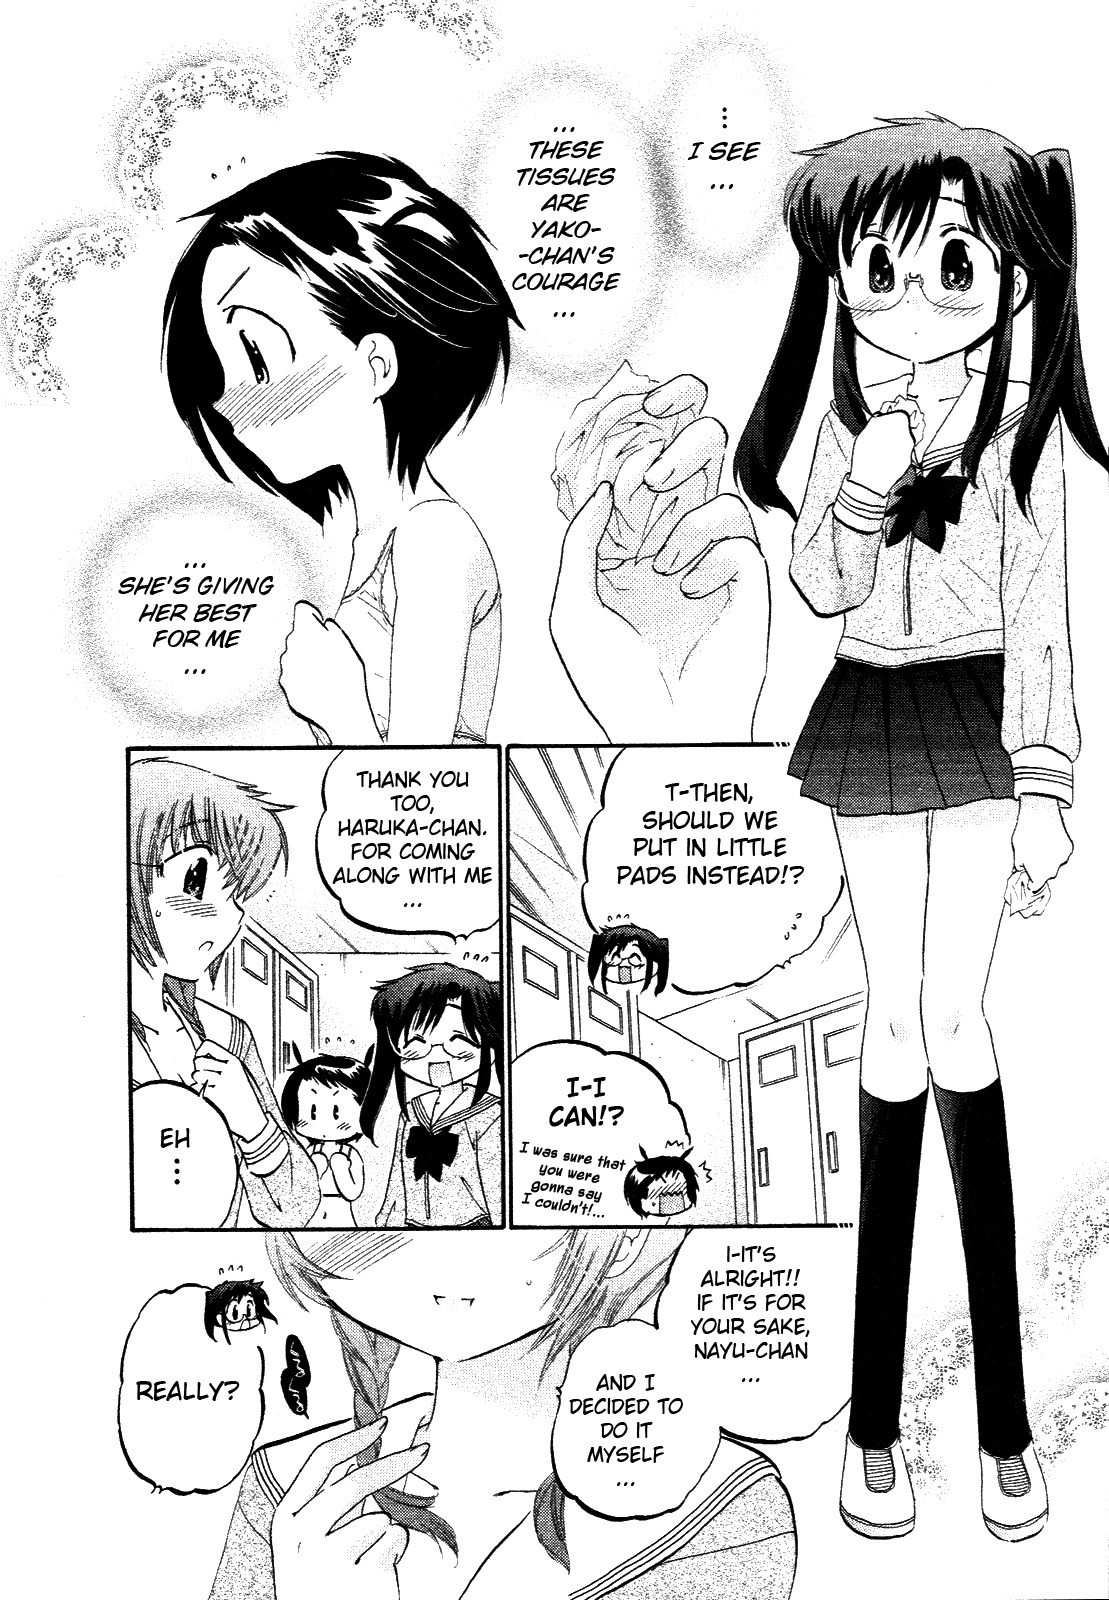 ...
I SEE
...
...
THESE
TISSUES
ARE
YAKO-
-CHAN'S
COURAGE
...
...
SHE'S GIVING
HER BEST
FOR ME
...
T-THEN,
SHOULD WE
PUT IN LITTLE
PADS INSTEAD!?
I-I
CAN!?
I was sure that
you were
gonna say
I couldn't!...
THANK YOU
TOO,
HARUKA-CHAN.
FOR COMING
ALONG WITH ME
...
EH
...
I-IT'S
ALRIGHT!!
IF IT'S FOR
YOUR SAKE,
NAYU-CHAN
...
AND I
DECIDED TO
DO IT
MYSELF
...
REALLY?